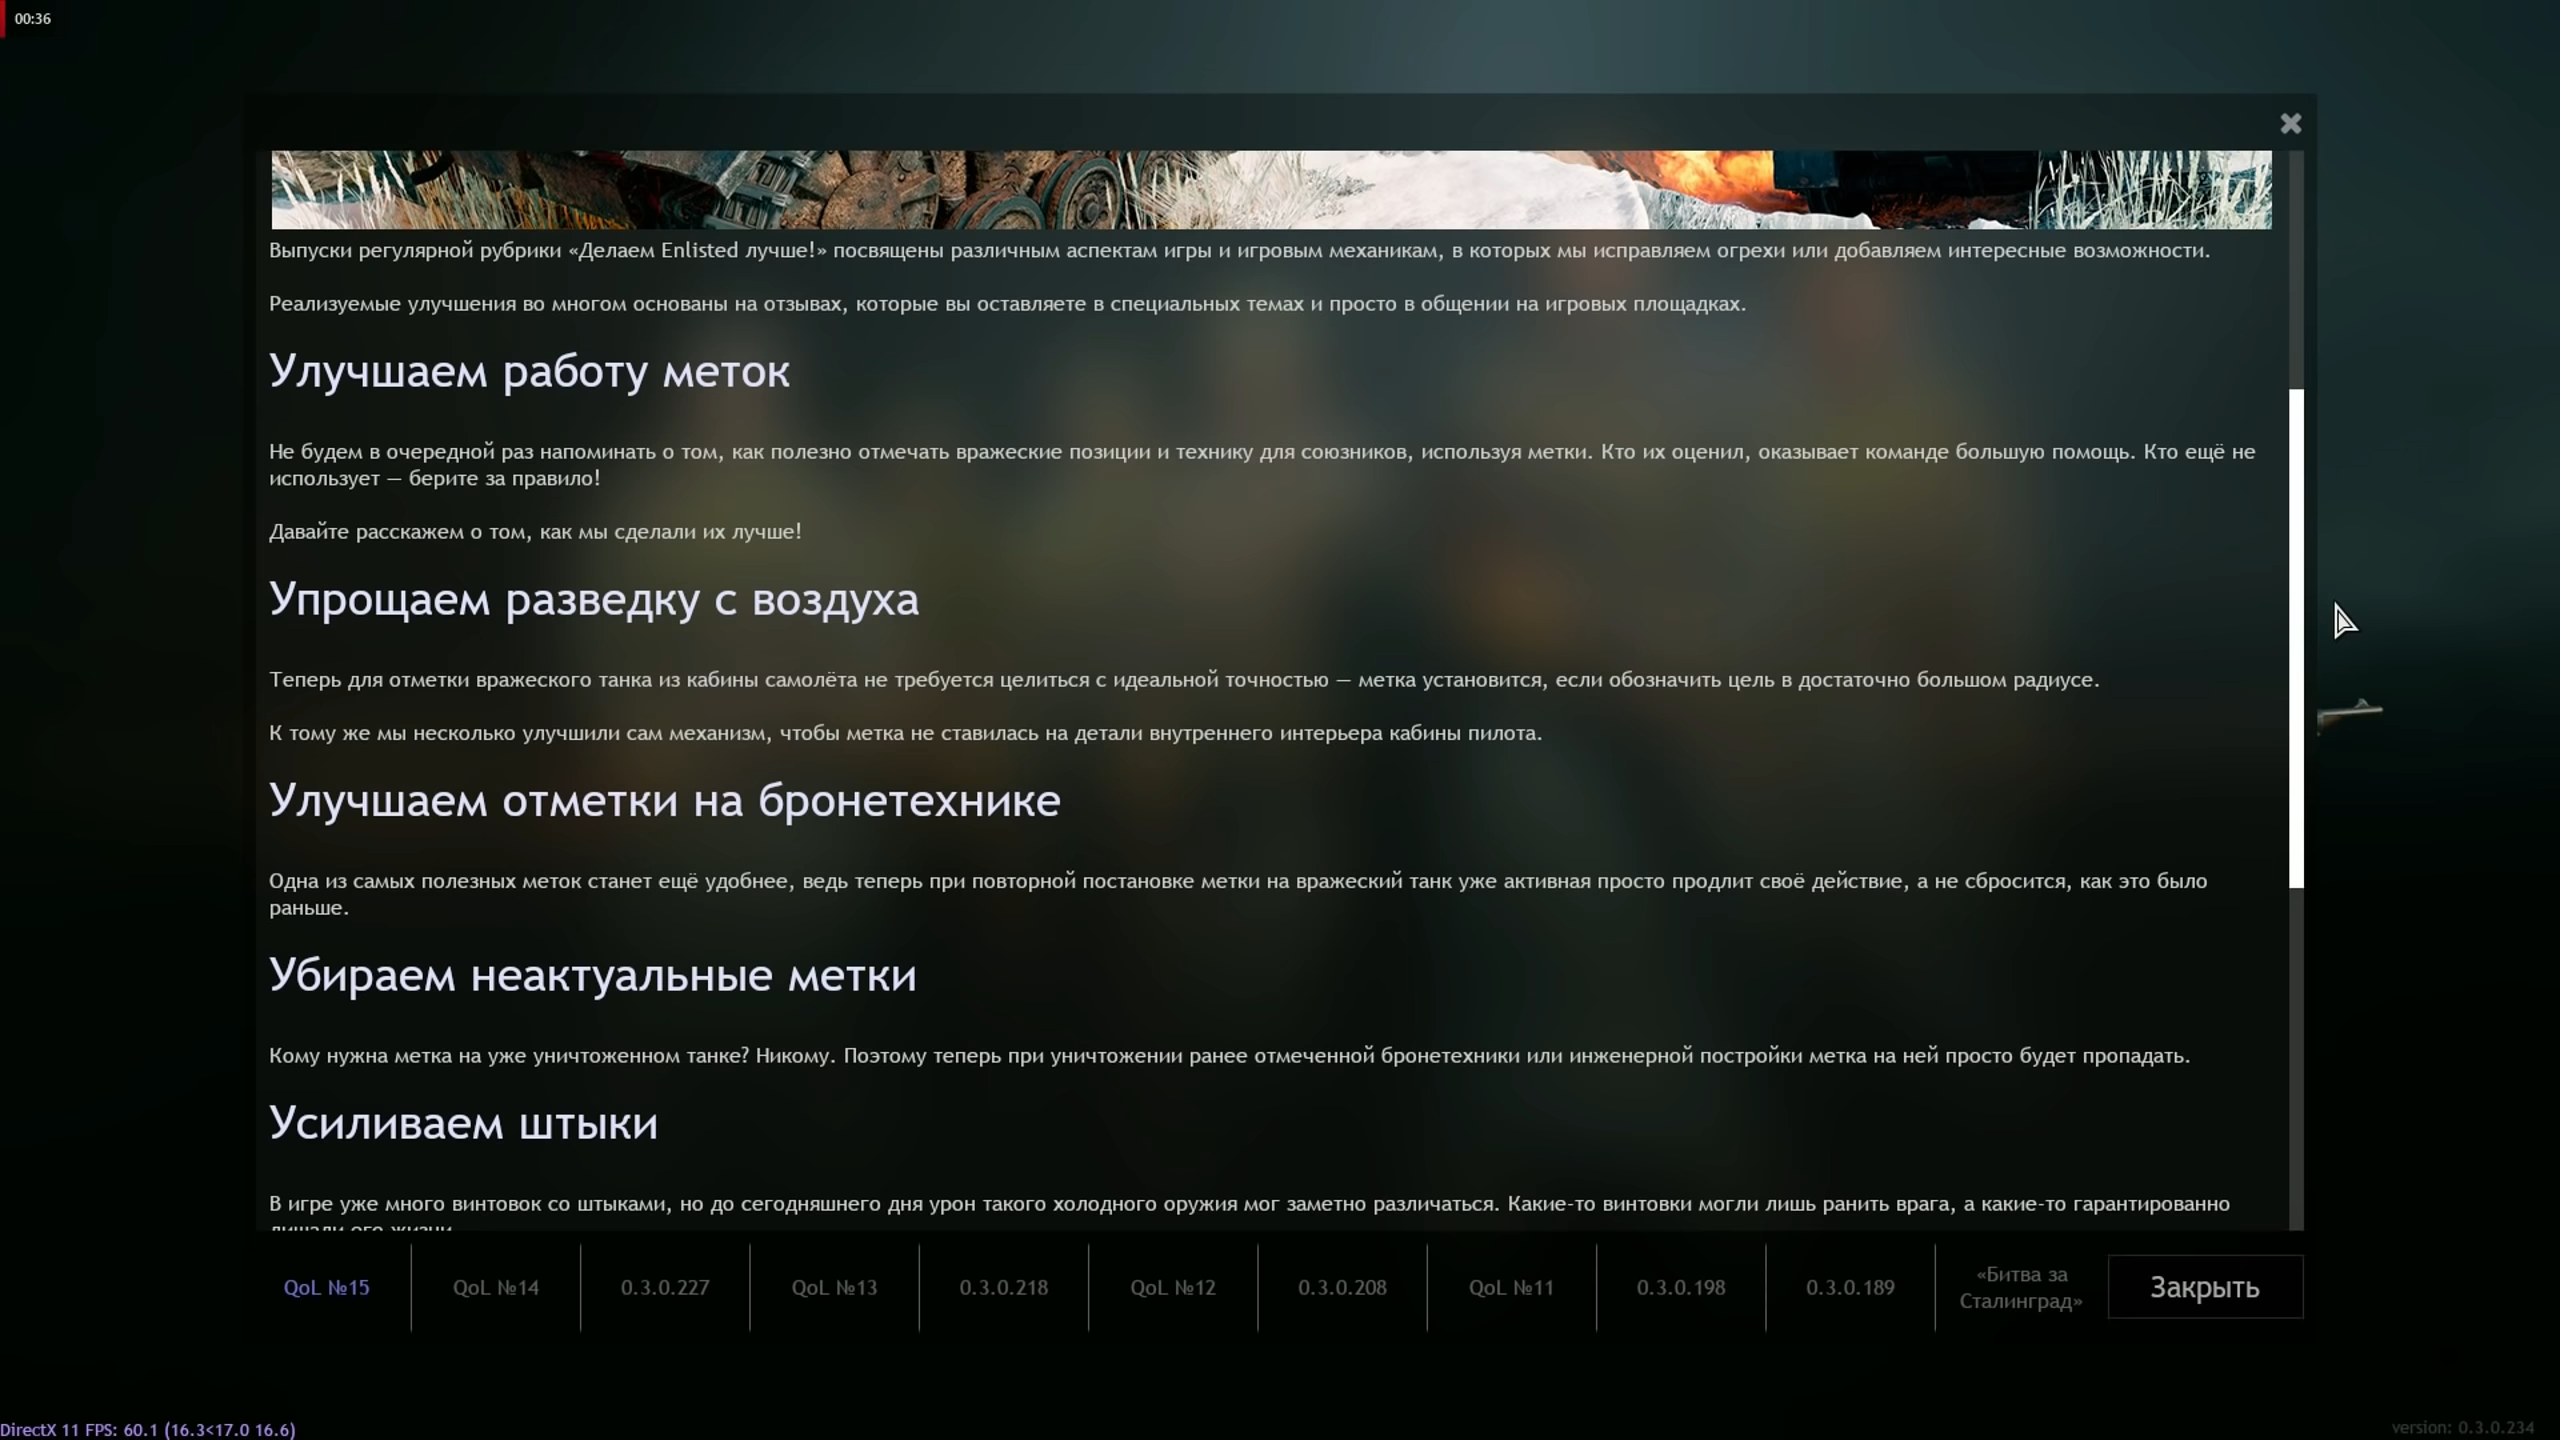 00:36
Выпуски регулярной рубрики «Делаем Enlisted лучше!» посвящены различным аспектам игры и игровым механикам, в которых мы исправляем огрехи или добавляем интересные возможности.
Реализуемые улучшения во многом основаны на отзывах, которые вы оставляете в специальных темах и просто в общении на игровых площадках.
Улучшаем работу меток
Не будем в очередной раз напоминать о том, как полезно отмечать вражеские позиции и технику для союзников, используя метки. Кто их оценил, оказывает команде большую помощь. Кто ещё не
использует — берите за правило!
Давайте расскажем о том, как мы сделали их лучше!
Упрощаем разведку с воздуха
Теперь для отметки вражеского танка из кабины самолёта не требуется целиться с идеальной точностью — метка установится, если обозначить цель в достаточно большом радиусе.
К тому же мы несколько улучшили сам механизм, чтобы метка не ставилась на детали внутреннего интерьера кабины пилота.
Улучшаем отметки на бронетехнике
Одна из самых полезных меток станет ещё удобнее, ведь теперь при повторной постановке метки на вражеский танк уже активная просто продлит своё действие, а не сбросится, как это было
раньше.
Убираем неактуальные метки
Кому нужна метка на уже уничтоженном танке? Никому. Поэтому теперь при уничтожении ранее отмеченной бронетехники или инженерной постройки метка на ней просто будет пропадать.
Усиливаем штыки
В игре уже много винтовок со штыками, но до сегодняшнего дня урон такого холодного оружия мог заметно различаться. Какие-то винтовки могли лишь ранить врага, а какие-то гарантированно
лишали его жизни.
QoL №15
QoL №14
0.3.0.227
QoL №13
0.3.0.218
QoL №12
0.3.0.208
QoL №11
0.3.0.198
0.3.0.189
«Битва за
Сталинград»
Закрыть
DirectX 11 FPS: 60.1 (16.3<17.0 16.6)
version: 0.3.0.234